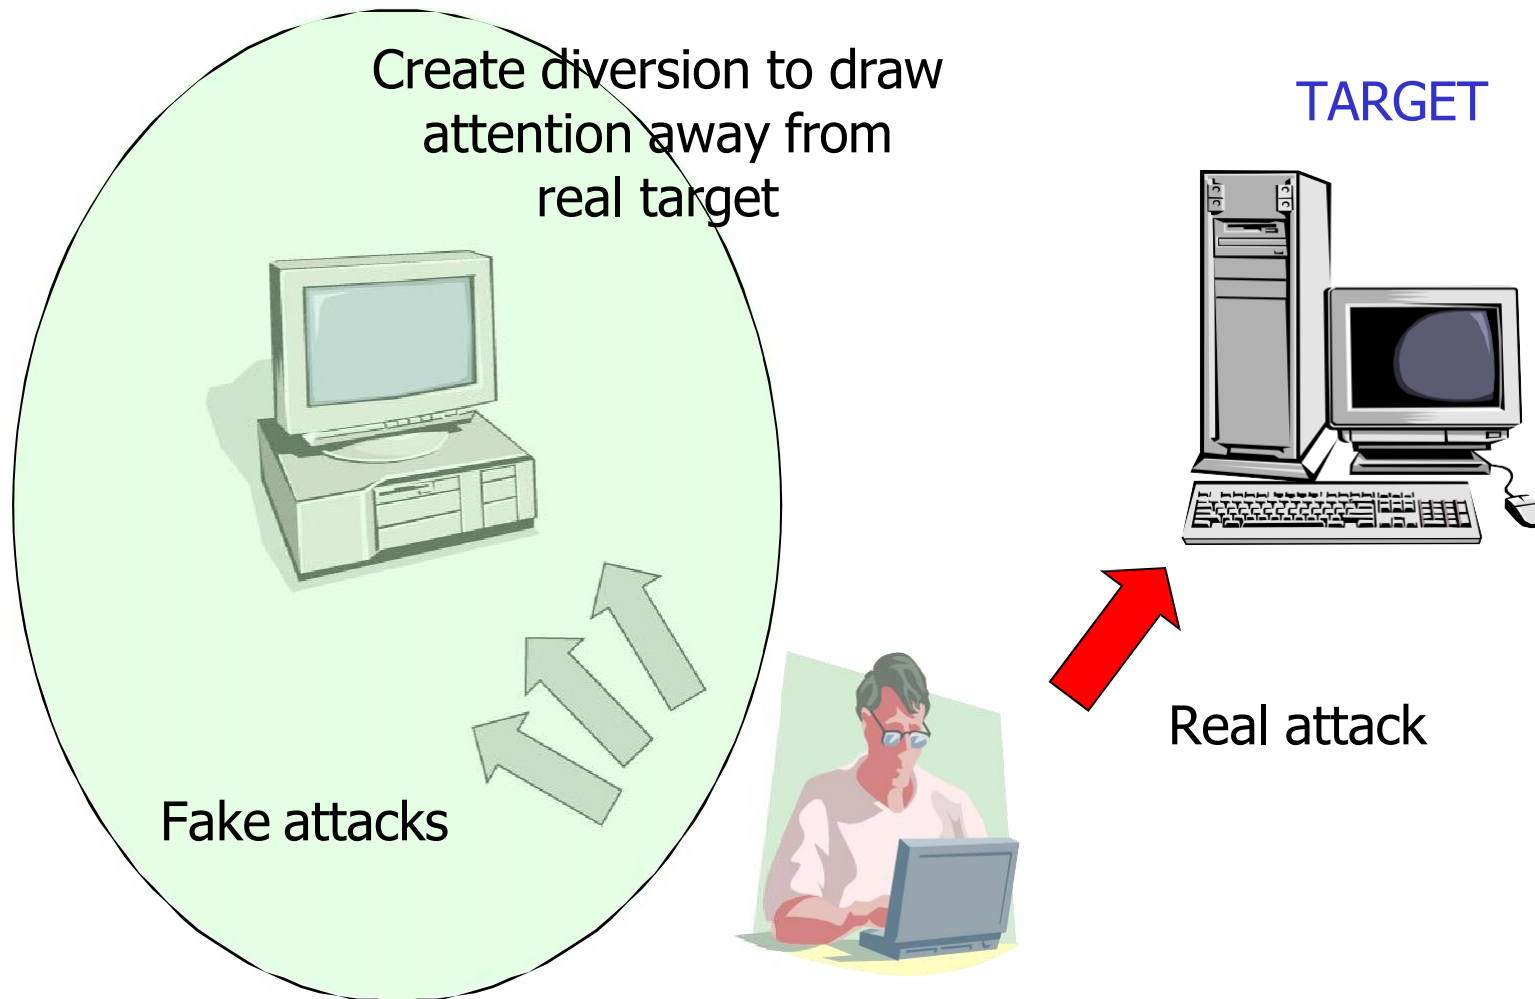 Create diversion to draw
attention away from
real target
TARGET
Real attack
Fake attacks